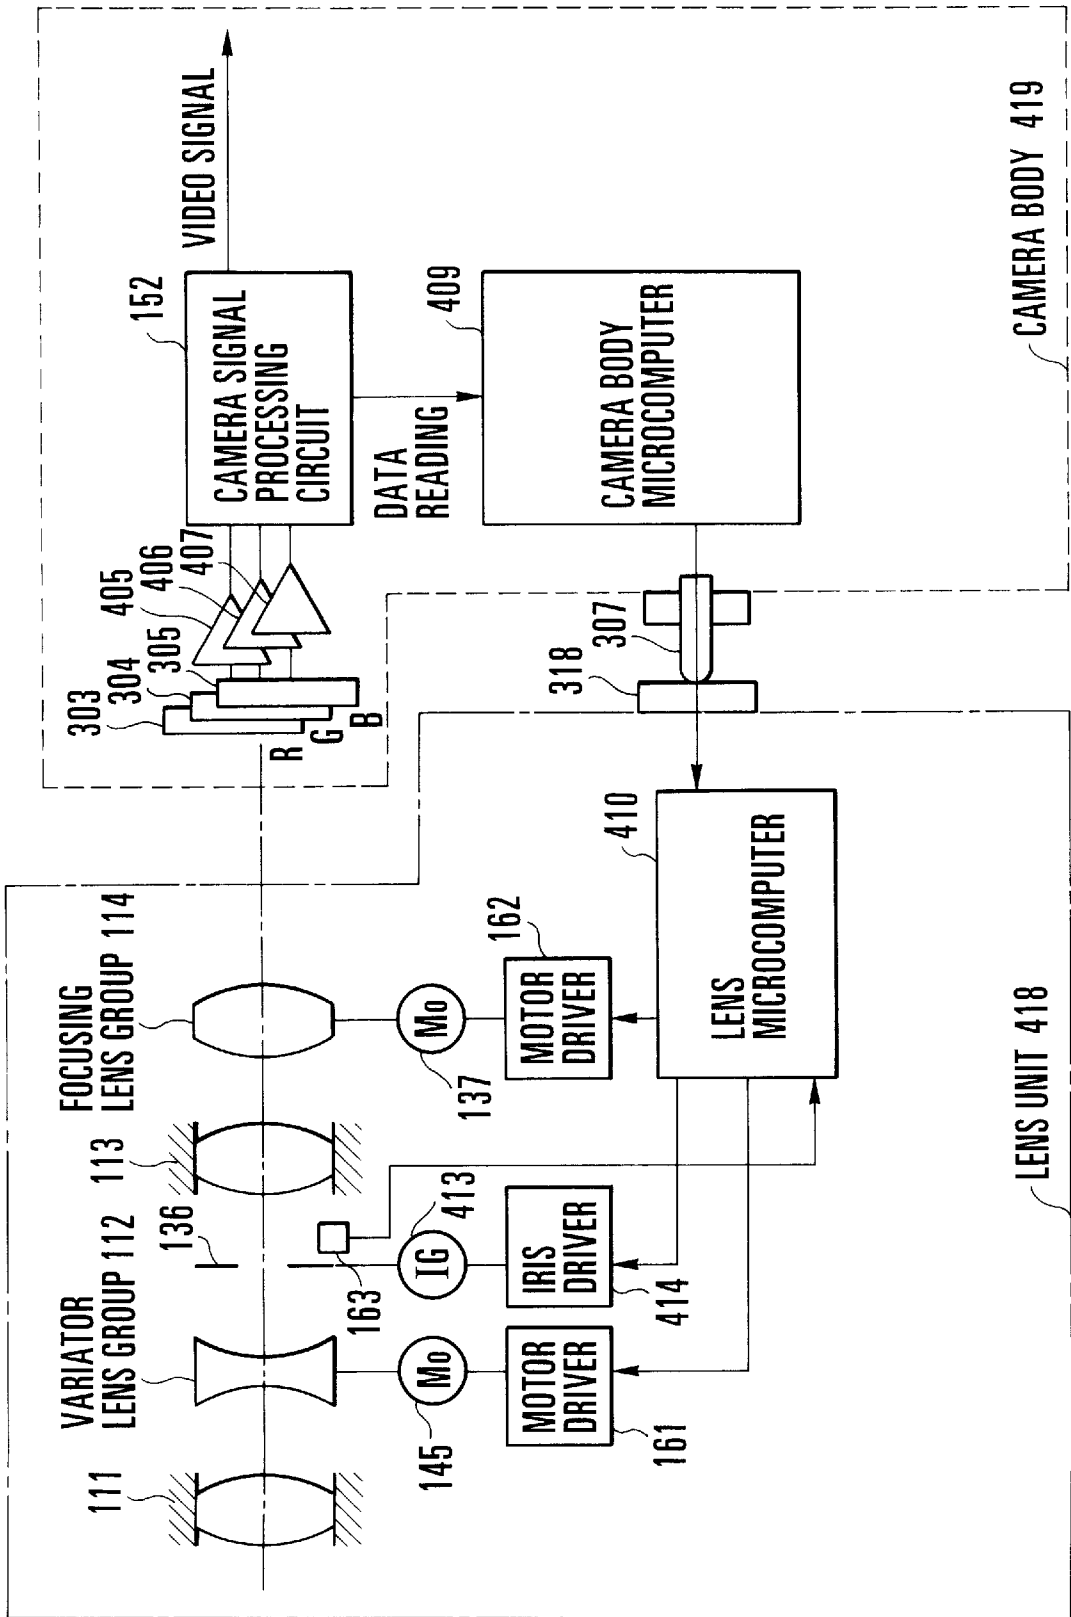 VARIATOR
LENS GROUP 112
FOCUSING
LENS GROUP 114
111
136
113
163
145
Mo
413
IG
137
Mo
161
MOTOR
DRIVER
414
IRIS
DRIVER
162
MOTOR
DRIVER
410
LENS
MICROCOMPUTER
LENS UNIT 418
303
304
305
R
G
B
405
406
407
152
CAMERA SIGNAL
PROCESSING
CIRCUIT
VIDEO SIGNAL
DATA
READING
409
CAMERA BODY
MICROCOMPUTER
318
307
CAMERA BODY 419